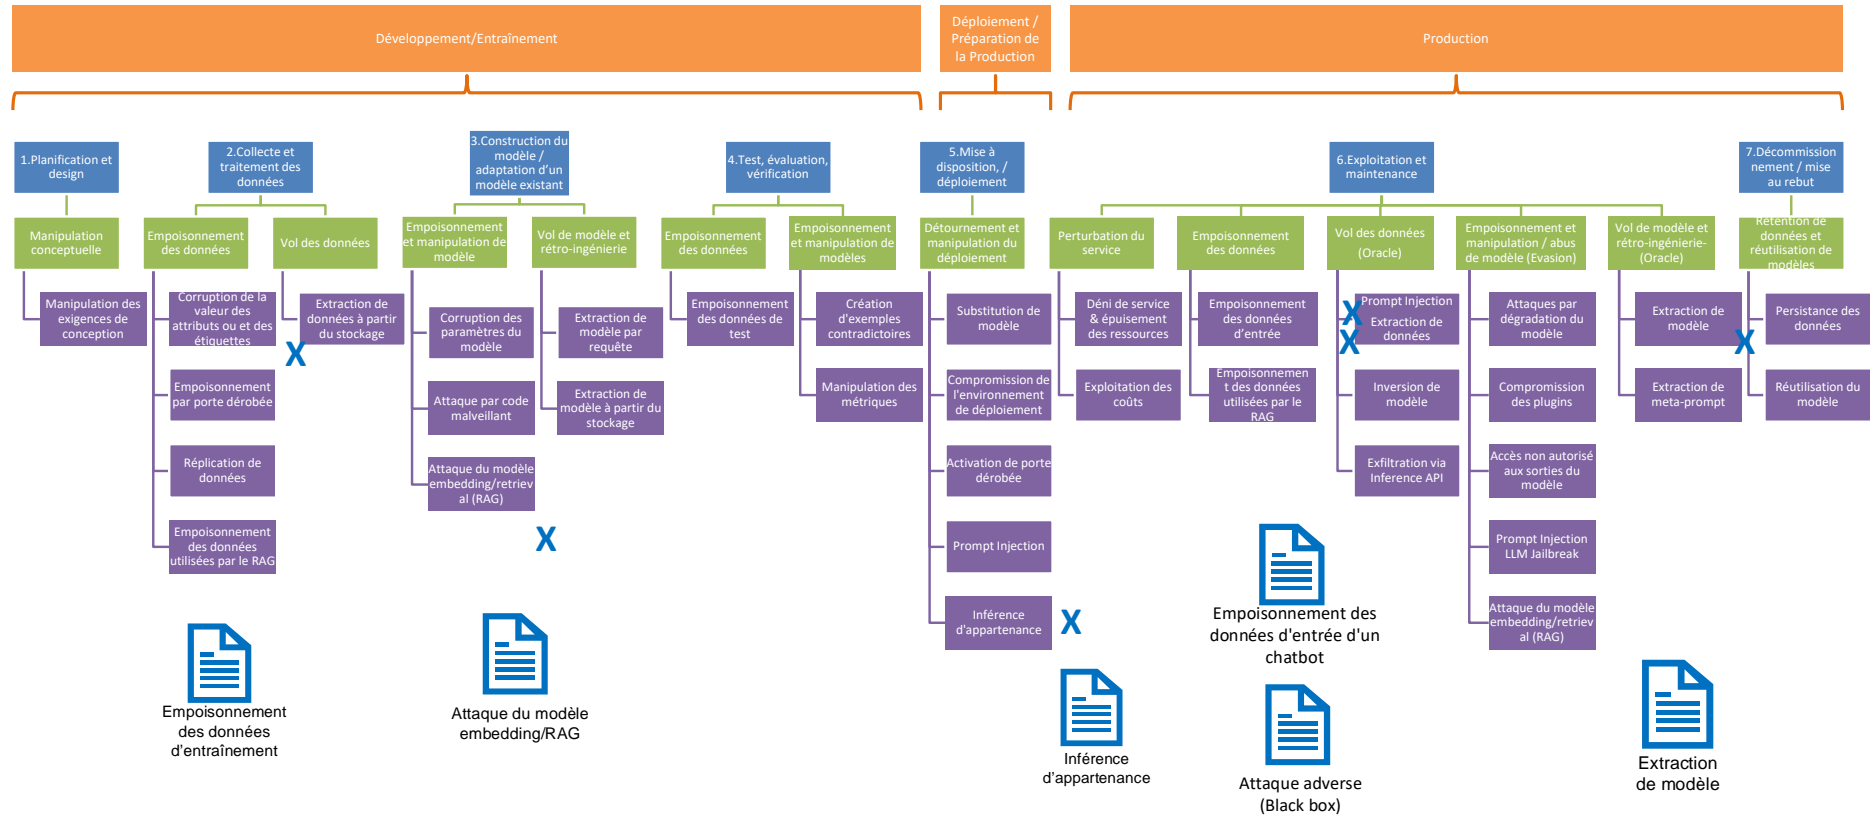 Développement/Entraînement
Déploiement /
Préparation de
la Production
Production
1.Planification et
design
2.Collecte et
traitement des
données
3.Construction du
modèle /
adaptation d'un
modèle existant
4.Test, évaluation,
vérification
5.Mise à
disposition, /
déploiement
6.Exploitation et
maintenance
7.Décommission
nement / mise
au rebut
Manipulation
conceptuelle
Empoisonnement
des données
Vol des données
Empoisonnement
et manipulation de
modèle
Vol de modèle et
rétro-ingénierie
Empoisonnement
des données
Empoisonnement
et manipulation de
modèles
Détournement et
manipulation du
déploiement
Perturbation du
service
Empoisonnement
des données
Vol des données
(Oracle)
Empoisonnement et
manipulation / abus
de modèle (Evasion)
Vol de modèle et
rétro-ingénierie-
(Oracle)
Rétention de
données et
réutilisation de
modèles
Manipulation des
exigences de
conception
Corruption de la
valeur des
attributs ou et des
étiquettes
Empoisonnement
par porte dérobée
Réplication de
données
Empoisonnement
des données
utilisées par le RAG
Extraction de
données à partir
du stockage
X
Corruption des
paramètres du
modèle
Attaque par code
malveillant
Attaque du modèle
embedding/retriev
al (RAG)
X
Extraction de
modèle par
requête
Extraction de
modèle à partir du
stockage
Empoisonnement
des données de
test
Création
d'exemples
contradictoires
Manipulation des
métriques
Substitution de
modèle
Compromission de
l'environnement
de déploiement
Activation de porte
dérobée
Prompt Injection
Inférence
d'appartenance
X
Déni de service
& épuisement
des ressources
Exploitation des
coûts
Empoisonnement
des données
d'entrée
Empoisonnemen
t des données
utilisées par le
RAG
X
X
Prompt Injection
Extraction de
données
Inversion de
modèle
Exfiltration via
Inference API
Attaques par
dégradation du
modèle
Compromission
des plugins
Accès non autorisé
aux sorties du
modèle
Prompt Injection
LLM Jailbreak
Attaque du modèle
embedding/retriev
al (RAG)
Extraction de
modèle
Extraction de
meta-prompt
X
Persistance des
données
Réutilisation du
modèle
Empoisonnement
des données
d'entraînement
Attaque du modèle
embedding/RAG
Inférence
d'appartenance
Empoisonnement des
données d'entrée d'un
chatbot
Attaque adverse
(Black box)
Extraction
de modèle